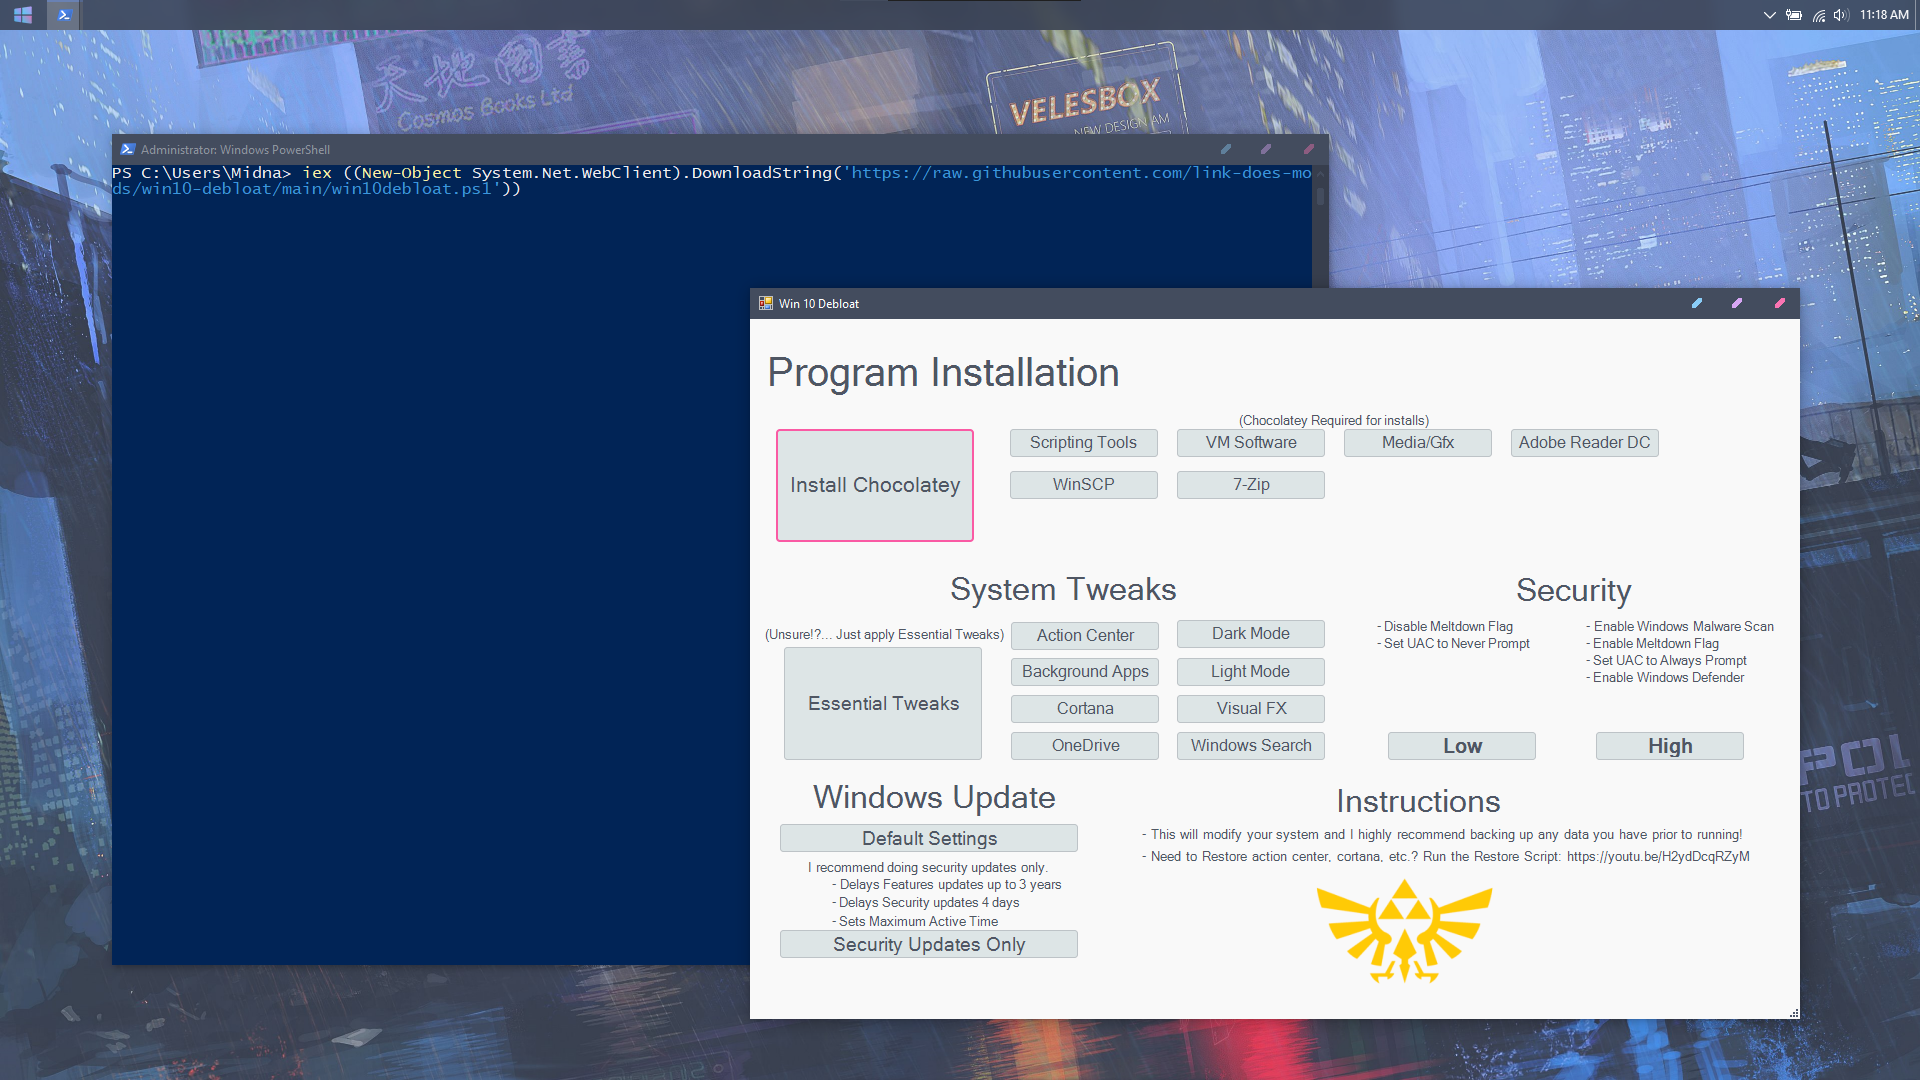 11:18 AM
天地圖書
Cosmos Books Ltd
VELESBOX
NEW DESIGN AM
Administrator: Windows PowerShell
PS C:\Users\Midna> iex ((New-Object System.Net.WebClient).DownloadString('https://raw.githubusercontent.com/link-does-mo
ds/win10-debloat/main/win10debloat.ps1'))
Win 10 Debloat
Program Installation
(Chocolatey Required for installs)
Install Chocolatey
Scripting Tools
VM Software
Media/Gfx
Adobe Reader DC
WinSCP
7-Zip
System Tweaks
(Unsure!?... Just apply Essential Tweaks)
Essential Tweaks
Action Center
Dark Mode
Background Apps
Light Mode
Cortana
Visual FX
OneDrive
Windows Search
Security
- Disable Meltdown Flag
- Set UAC to Never Prompt
- Enable Windows Malware Scan
- Enable Meltdown Flag
- Set UAC to Always Prompt
- Enable Windows Defender
Low
High
Windows Update
Default Settings
I recommend doing security updates only.
- Delays Features updates up to 3 years
- Delays Security updates 4 days
- Sets Maximum Active Time
Security Updates Only
Instructions
- This will modify your system and I highly recommend backing up any data you have prior to running!
- Need to Restore action center, cortana, etc.? Run the Restore Script: https://youtu.be/H2ydDcqRZyM
POL
TO PROTEC